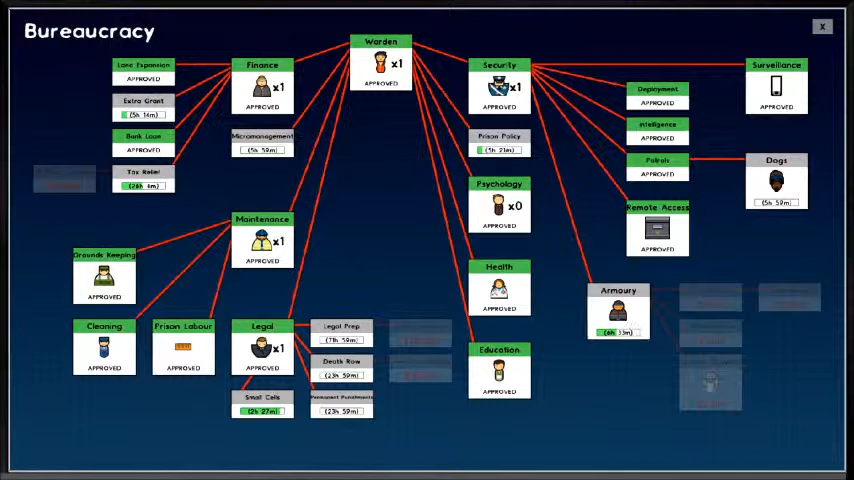 Bureaucracy
X
Warden
x1
APPROVED
Loan Expansion
APPROVED
Finance
x1
APPROVED
Security
x1
APPROVED
Surveillance
APPROVED
Extra Grant
(5h 14m)
Deployment
APPROVED
Bank Loan
APPROVED
Micromanagement
(5h 59m)
Prison Policy
(5h 21m)
Intelligence
APPROVED
Tax Relief
(26h 4m)
Patrols
APPROVED
Dogs
(5h 59m)
Psychology
x0
APPROVED
Remote Access
APPROVED
Maintenance
x1
APPROVED
Grounds Keeping
APPROVED
Health
APPROVED
Armoury
(6h 33m)
Cleaning
APPROVED
Prison Labour
APPROVED
Legal
x1
APPROVED
Legal Prep
(71h 59m)
Death Row
(23h 59m)
Education
APPROVED
Small Cells
(2h 27m)
Permanent Punishments
(23h 59m)